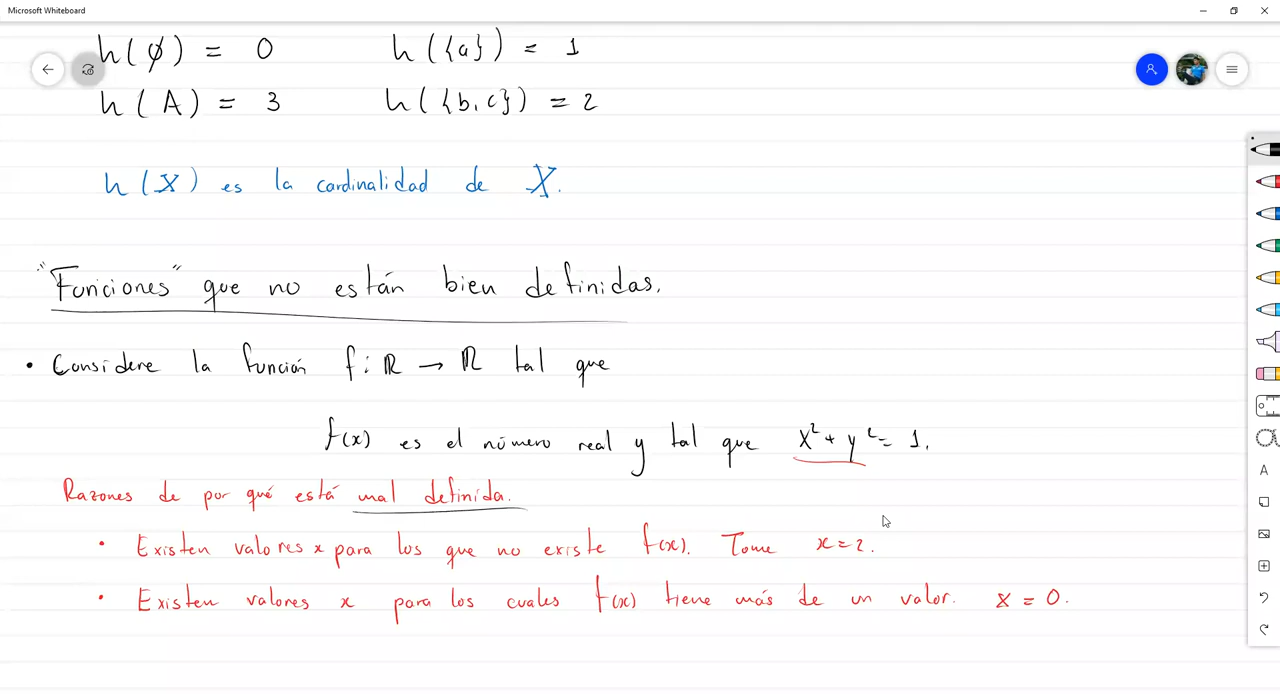 Microsoft Whiteboard
h(∅) = 0 h({a}) = 1
h(A) = 3 h({b,c}) = 2
h(X) es la cardinalidad de X.
"Funciones" que no están bien definidas.
• Considere la función f: ℝ → ℝ tal que
f(x) es el número real y tal que x² + y² = 1.
Razones de por qué está mal definida.
• Existen valores x para los que no existe f(x). Tome x = 2.
• Existen valores x para los cuales f(x) tiene más de un valor. x = 0.
A